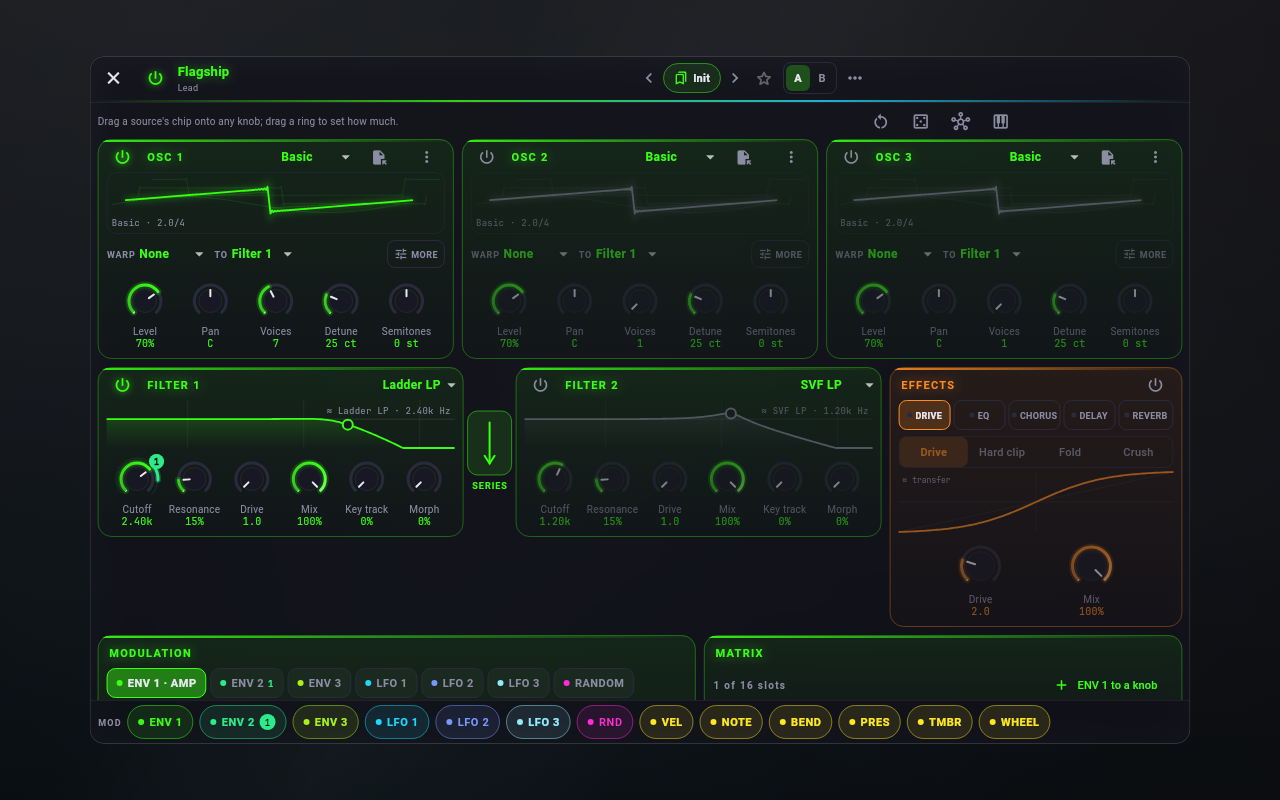 Flagship
Lead
Init
A B
Drag a source's chip onto any knob; drag a ring to set how much.
OSC 1 Basic
Basic · 2.0/4
WARP None TO Filter 1 MORE
Level Pan Voices Detune Semitones
70% C 7 25 ct 0 st
OSC 2 Basic
Basic · 2.0/4
WARP None TO Filter 1 MORE
Level Pan Voices Detune Semitones
70% C 1 25 ct 0 st
OSC 3 Basic
Basic · 2.0/4
WARP None TO Filter 1 MORE
Level Pan Voices Detune Semitones
70% C 1 25 ct 0 st
FILTER 1 Ladder LP
≈ Ladder LP · 2.40k Hz
1
Cutoff Resonance Drive Mix Key track Morph
2.40k 15% 1.0 100% 0% 0%
SERIES
FILTER 2 SVF LP
≈ SVF LP · 1.20k Hz
Cutoff Resonance Drive Mix Key track Morph
1.20k 15% 1.0 100% 0% 0%
EFFECTS
DRIVE EQ CHORUS DELAY REVERB
Drive Hard clip Fold Crush
≈ transfer
Drive Mix
2.0 100%
MODULATION
ENV 1 · AMP ENV 2 1 ENV 3 LFO 1 LFO 2 LFO 3 RANDOM
MATRIX
1 of 16 slots + ENV 1 to a knob
MOD ENV 1 ENV 2 1 ENV 3 LFO 1 LFO 2 LFO 3 RND VEL NOTE BEND PRES TMBR WHEEL